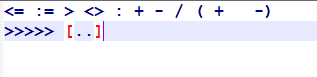 <= := > <> : + - / ( +   -)
>>>>> [..]